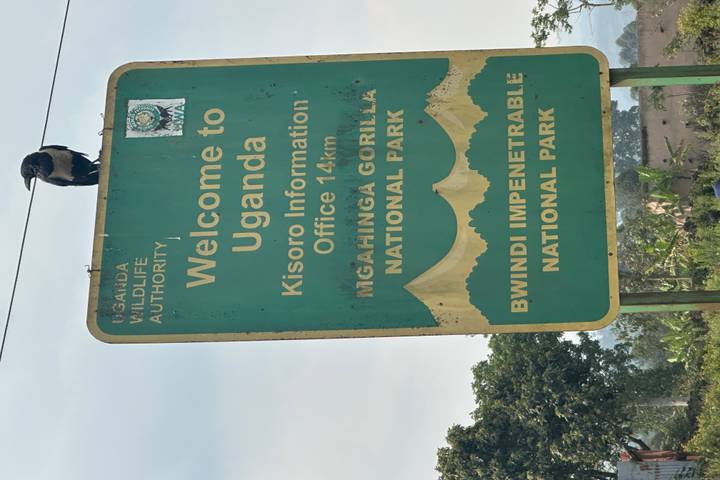 UGANDA
WILDLIFE
AUTHORITY
Welcome to
Uganda
Kisoro Information
Office 14km
MGAHINGA GORILLA
NATIONAL PARK
BWINDI IMPENETRABLE
NATIONAL PARK